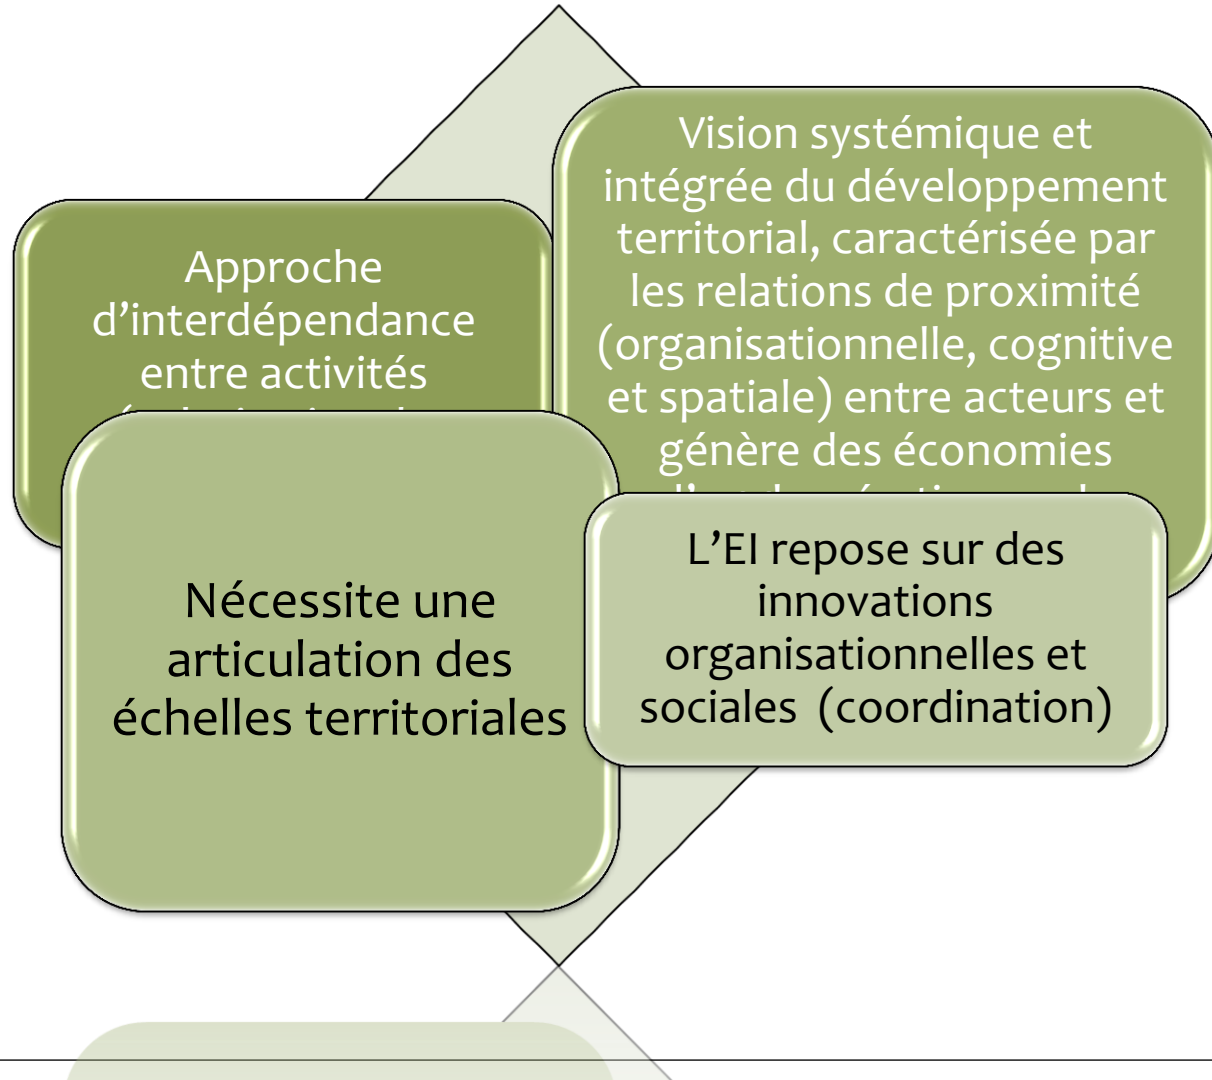 Approche
d’interdépendance
entre activités
Vision systémique et
intégrée du développement
territorial, caractérisée par
les relations de proximité
(organisationnelle, cognitive
et spatiale) entre acteurs et
génère des économies
Nécessite une
articulation des
échelles territoriales
L’EI repose sur des
innovations
organisationnelles et
sociales (coordination)